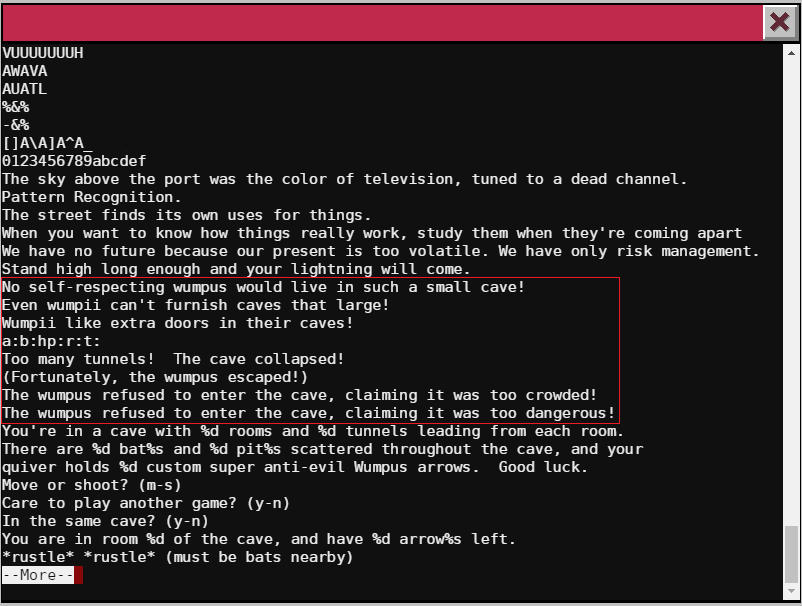 VUUUUUUUH
AWAVA
AUATL
%&%
-&%
[]A\A]A^A_
0123456789abcdef
The sky above the port was the color of television, tuned to a dead channel.
Pattern Recognition.
The street finds its own uses for things.
When you want to know how things really work, study them when they're coming apart
We have no future because our present is too volatile. We have only risk management.
Stand high long enough and your lightning will come.
No self-respecting wumpus would live in such a small cave!
Even wumpii can't furnish caves that large!
Wumpii like extra doors in their caves!
a:b:hp:r:t:
Too many tunnels!  The cave collapsed!
(Fortunately, the wumpus escaped!)
The wumpus refused to enter the cave, claiming it was too crowded!
The wumpus refused to enter the cave, claiming it was too dangerous!
You're in a cave with %d rooms and %d tunnels leading from each room.
There are %d bat%s and %d pit%s scattered throughout the cave, and your
quiver holds %d custom super anti-evil Wumpus arrows.  Good luck.
Move or shoot? (m-s)
Care to play another game? (y-n)
In the same cave? (y-n)
You are in room %d of the cave, and have %d arrow%s left.
*rustle* *rustle* (must be bats nearby)
--More--